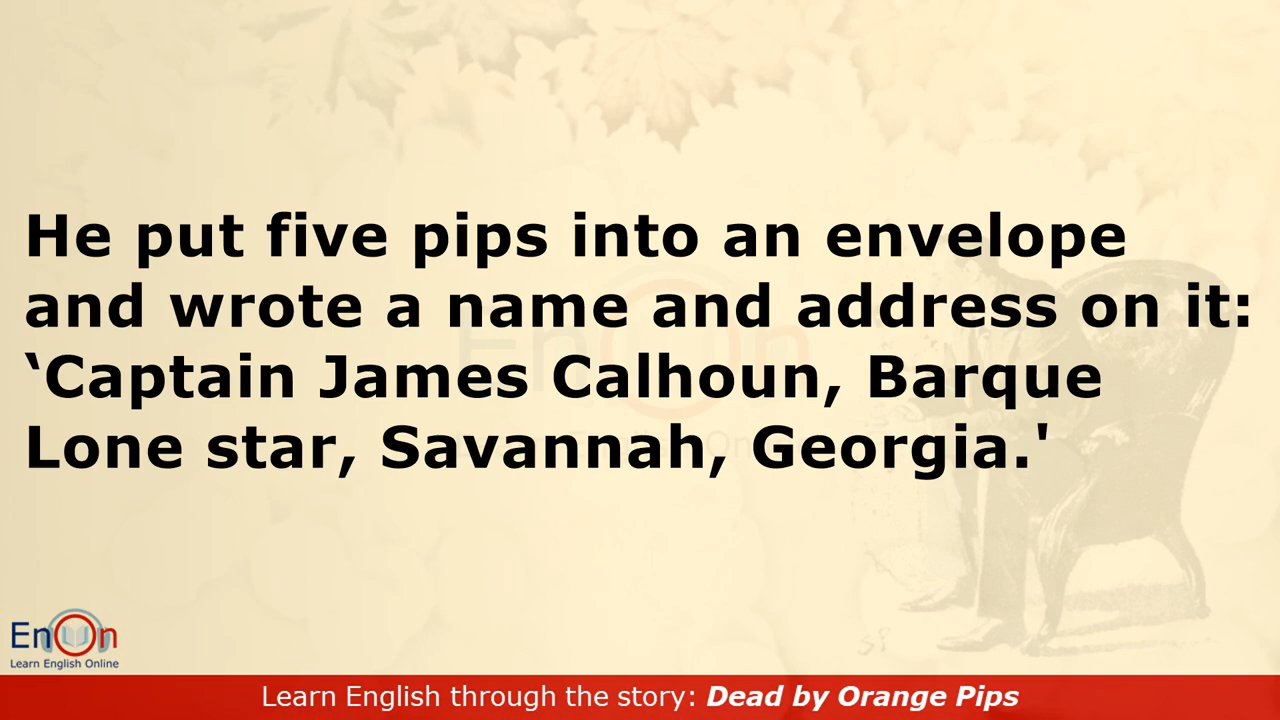 He put five pips into an envelope
and wrote a name and address on it:
‘Captain James Calhoun, Barque
Lone star, Savannah, Georgia.'
EnOn
Learn English Online
Learn English through the story: Dead by Orange Pips